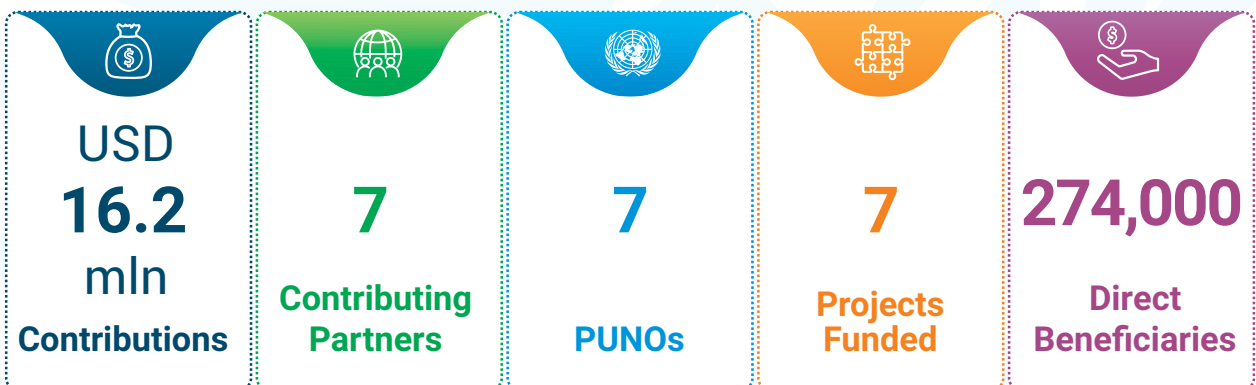 USD
16.2
mln
Contributions
7
Contributing
Partners
7
PUNOs
7
Projects
Funded
274,000
Direct
Beneficiaries